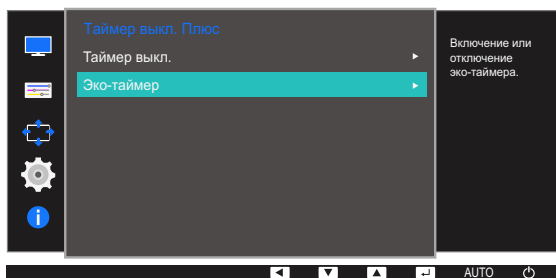 Таймер выкл. Плюс
Таймер выкл.
Эко-таймер
Включение или
отключение
эко-таймера.
AUTO